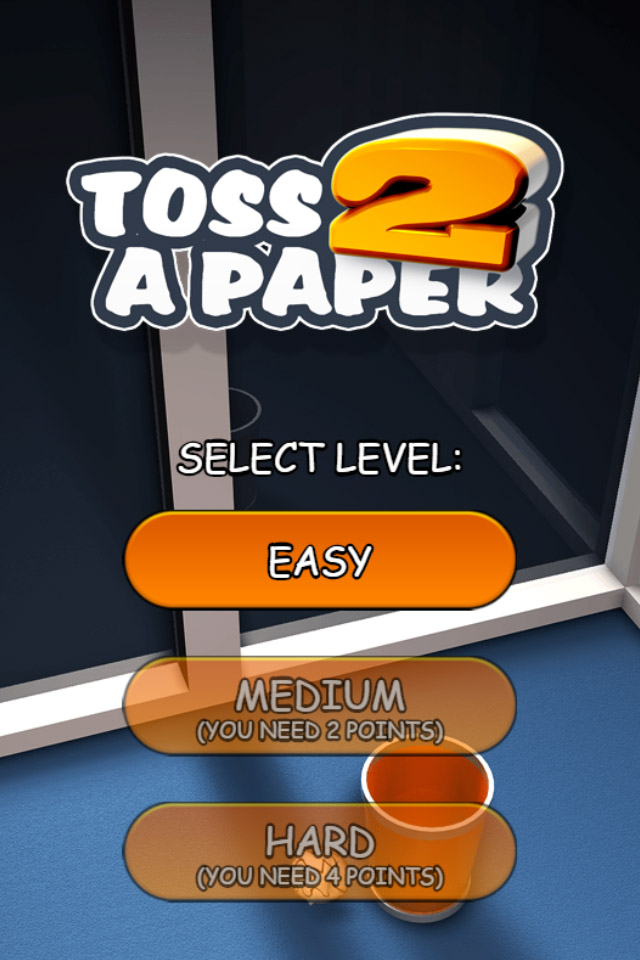 TOSS 2
A PAPER
SELECT LEVEL:
EASY
MEDIUM
(YOU NEED 2 POINTS)
HARD
(YOU NEED 4 POINTS)